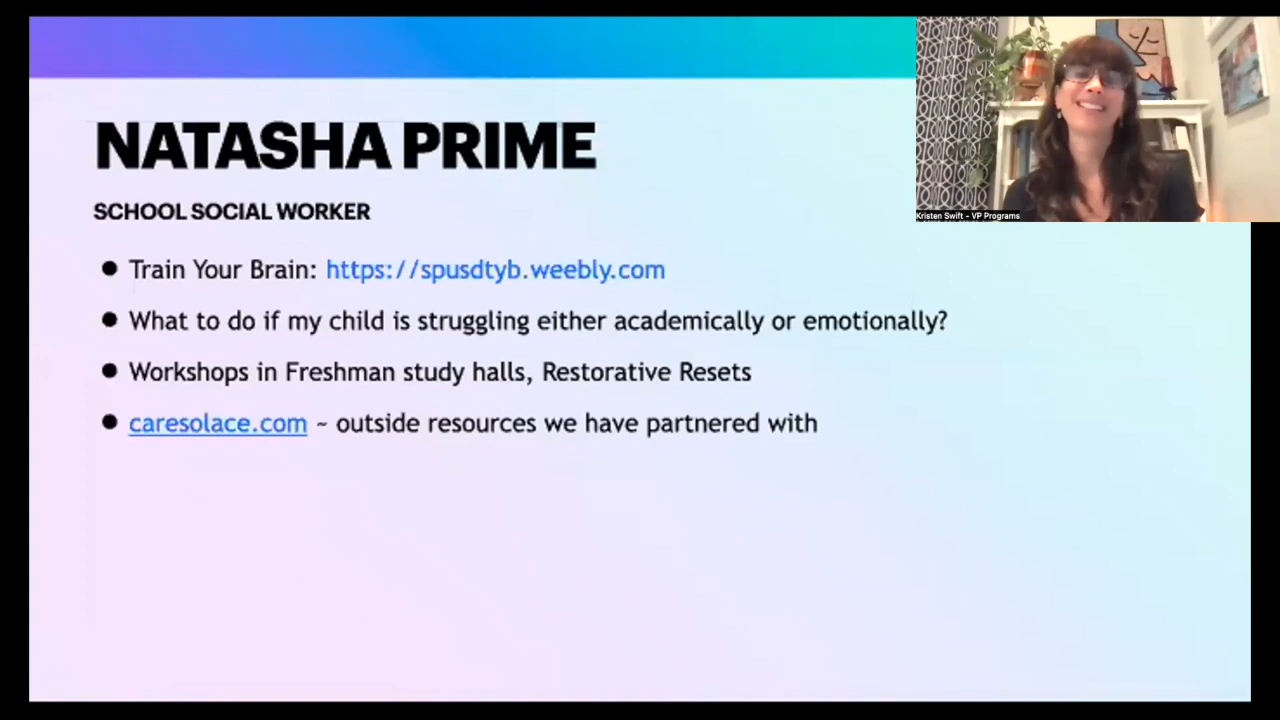 NATASHA PRIME
SCHOOL SOCIAL WORKER
● Train Your Brain: https://spusdtyb.weebly.com
● What to do if my child is struggling either academically or emotionally?
● Workshops in Freshman study halls, Restorative Resets
● caresolace.com ~ outside resources we have partnered with
Kristen Swift - VP Programs